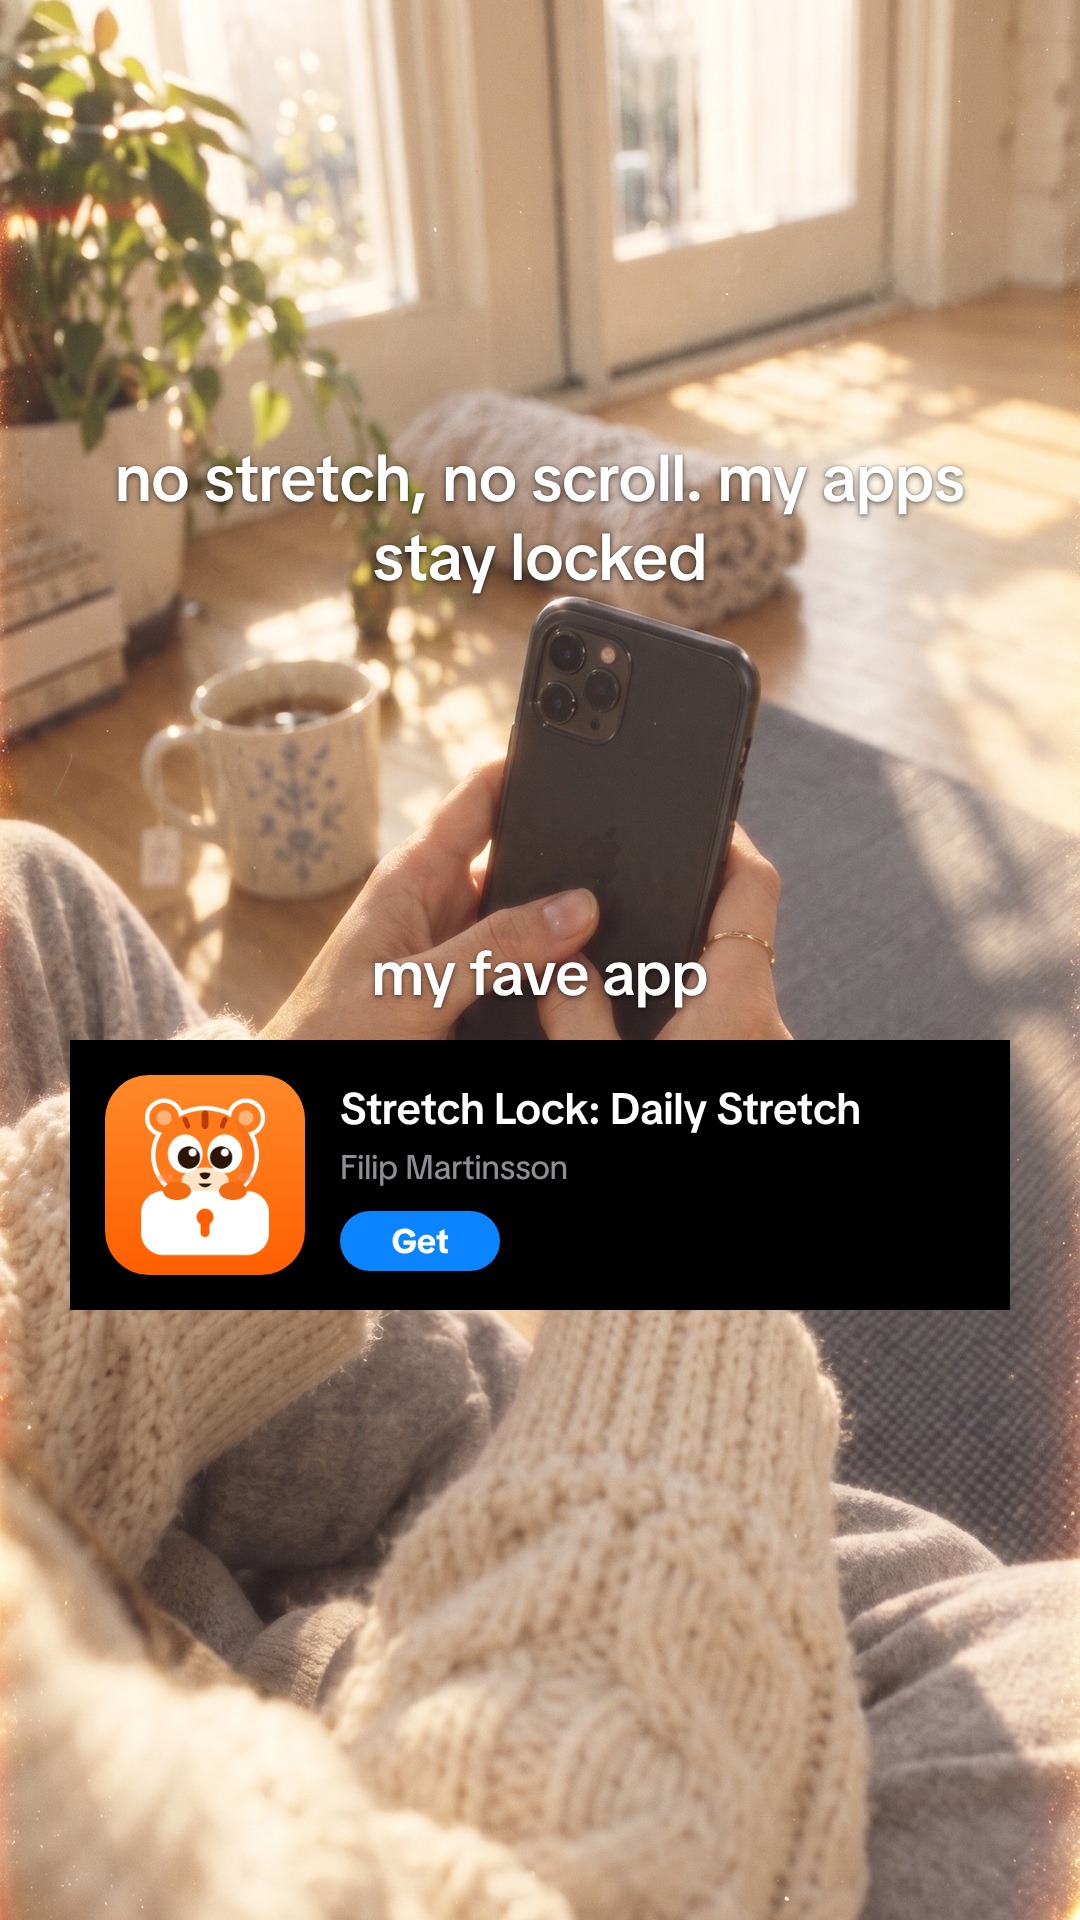 no stretch, no scroll. my apps
stay locked
my fave app
Stretch Lock: Daily Stretch
Filip Martinsson
Get